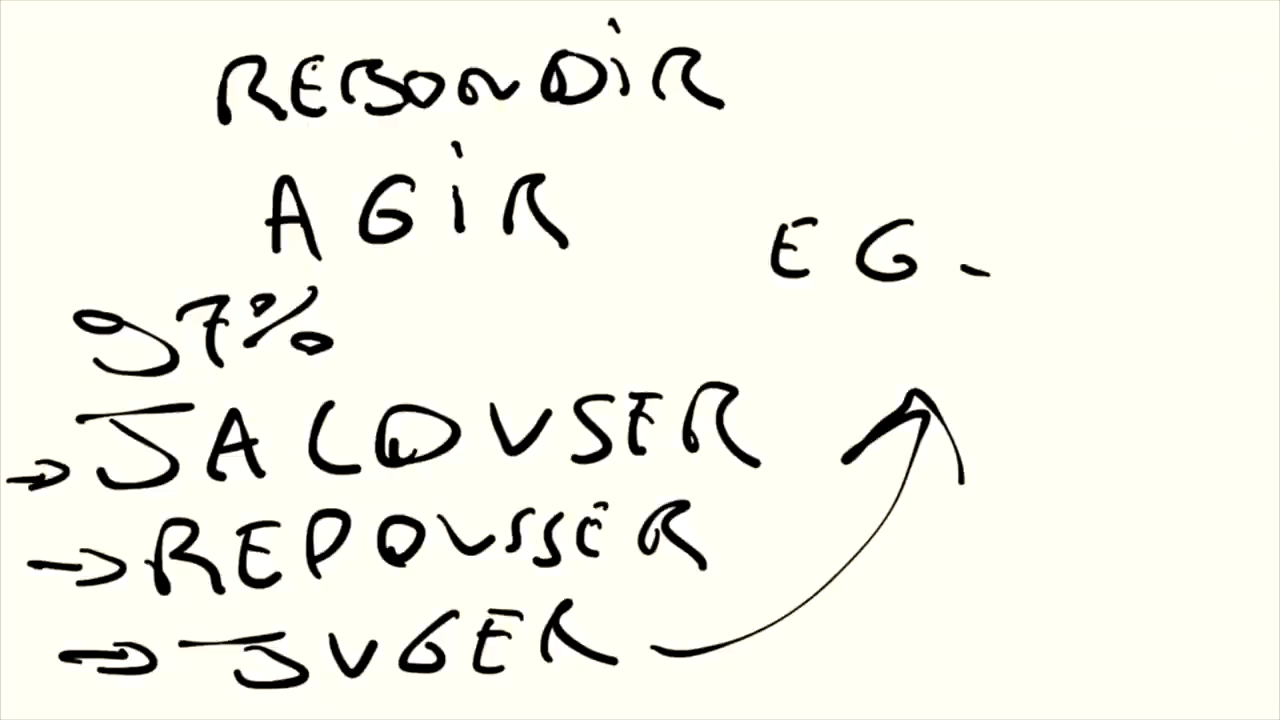 REBONDiR
AGiR
EG-
97%
→ JALOUSER
→ REPOUSSER
→ JUGER